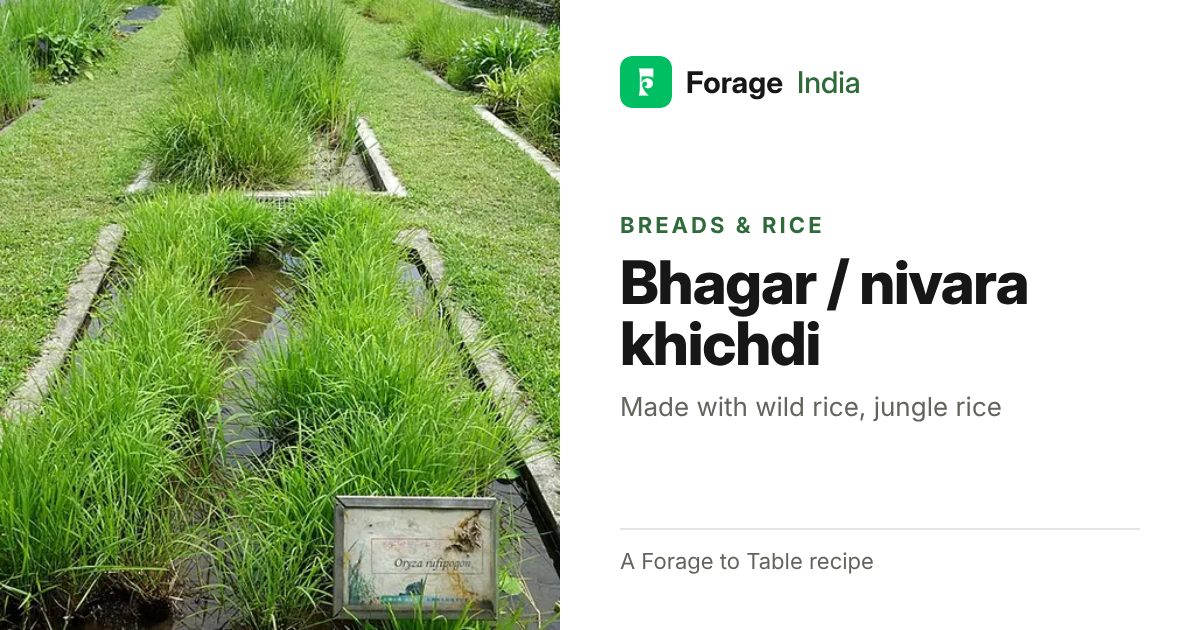 Forage India
BREADS & RICE
Bhagar / nivara
khichdi
Made with wild rice, jungle rice
A Forage to Table recipe
Oryza rufipogon